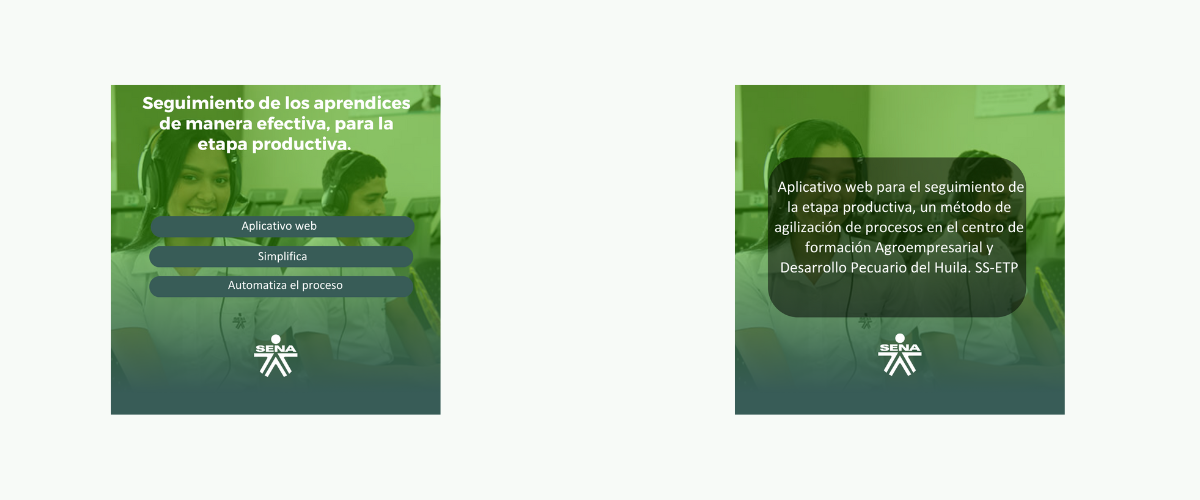 Seguimiento de los aprendices
de manera efectiva, para la
etapa productiva.
Aplicativo web
Simplifica
Automatiza el proceso
SENA
Aplicativo web para el seguimiento de
la etapa productiva, un método de
agilización de procesos en el centro de
formación Agroempresarial y
Desarrollo Pecuario del Huila. SS-ETP
SENA